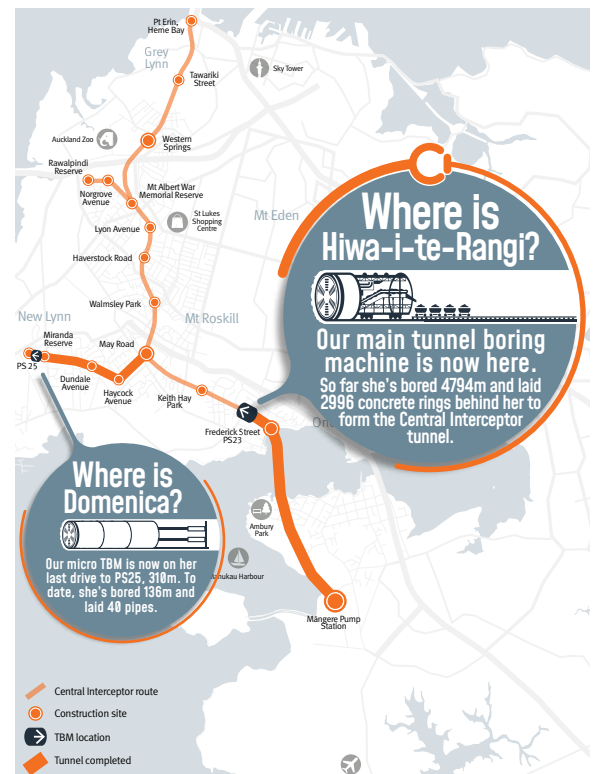 Pt Erin,
Herne Bay
Grey
Lynn
Tawariki
Street
Sky Tower
Auckland Zoo
Western
Springs
Rawalpindi
Reserve
Norgrove
Avenue
Mt Albert War
Memorial Reserve
Lyon Avenue
St Lukes
Shopping
Centre
Mt Eden
Haverstock Road
Walmsley Park
New Lynn
Mt Roskill
Miranda
Reserve
May Road
PS 25
Dundale
Avenue
Haycock
Avenue
Keith Hay
Park
Frederick Street
PS23
Where is
Hiwa-i-te-Rangi?
Our main tunnel boring
machine is now here.
So far she's bored 4794m and laid
2996 concrete rings behind her to
form the Central Interceptor
tunnel.
Where is
Domenica?
Our micro TBM is now on her
last drive to PS25, 310m. To
date, she's bored 136m and
laid 40 pipes.
Ambury
Park
Harbour
Māngere Pump
Station
Central Interceptor route
Construction site
TBM location
Tunnel completed